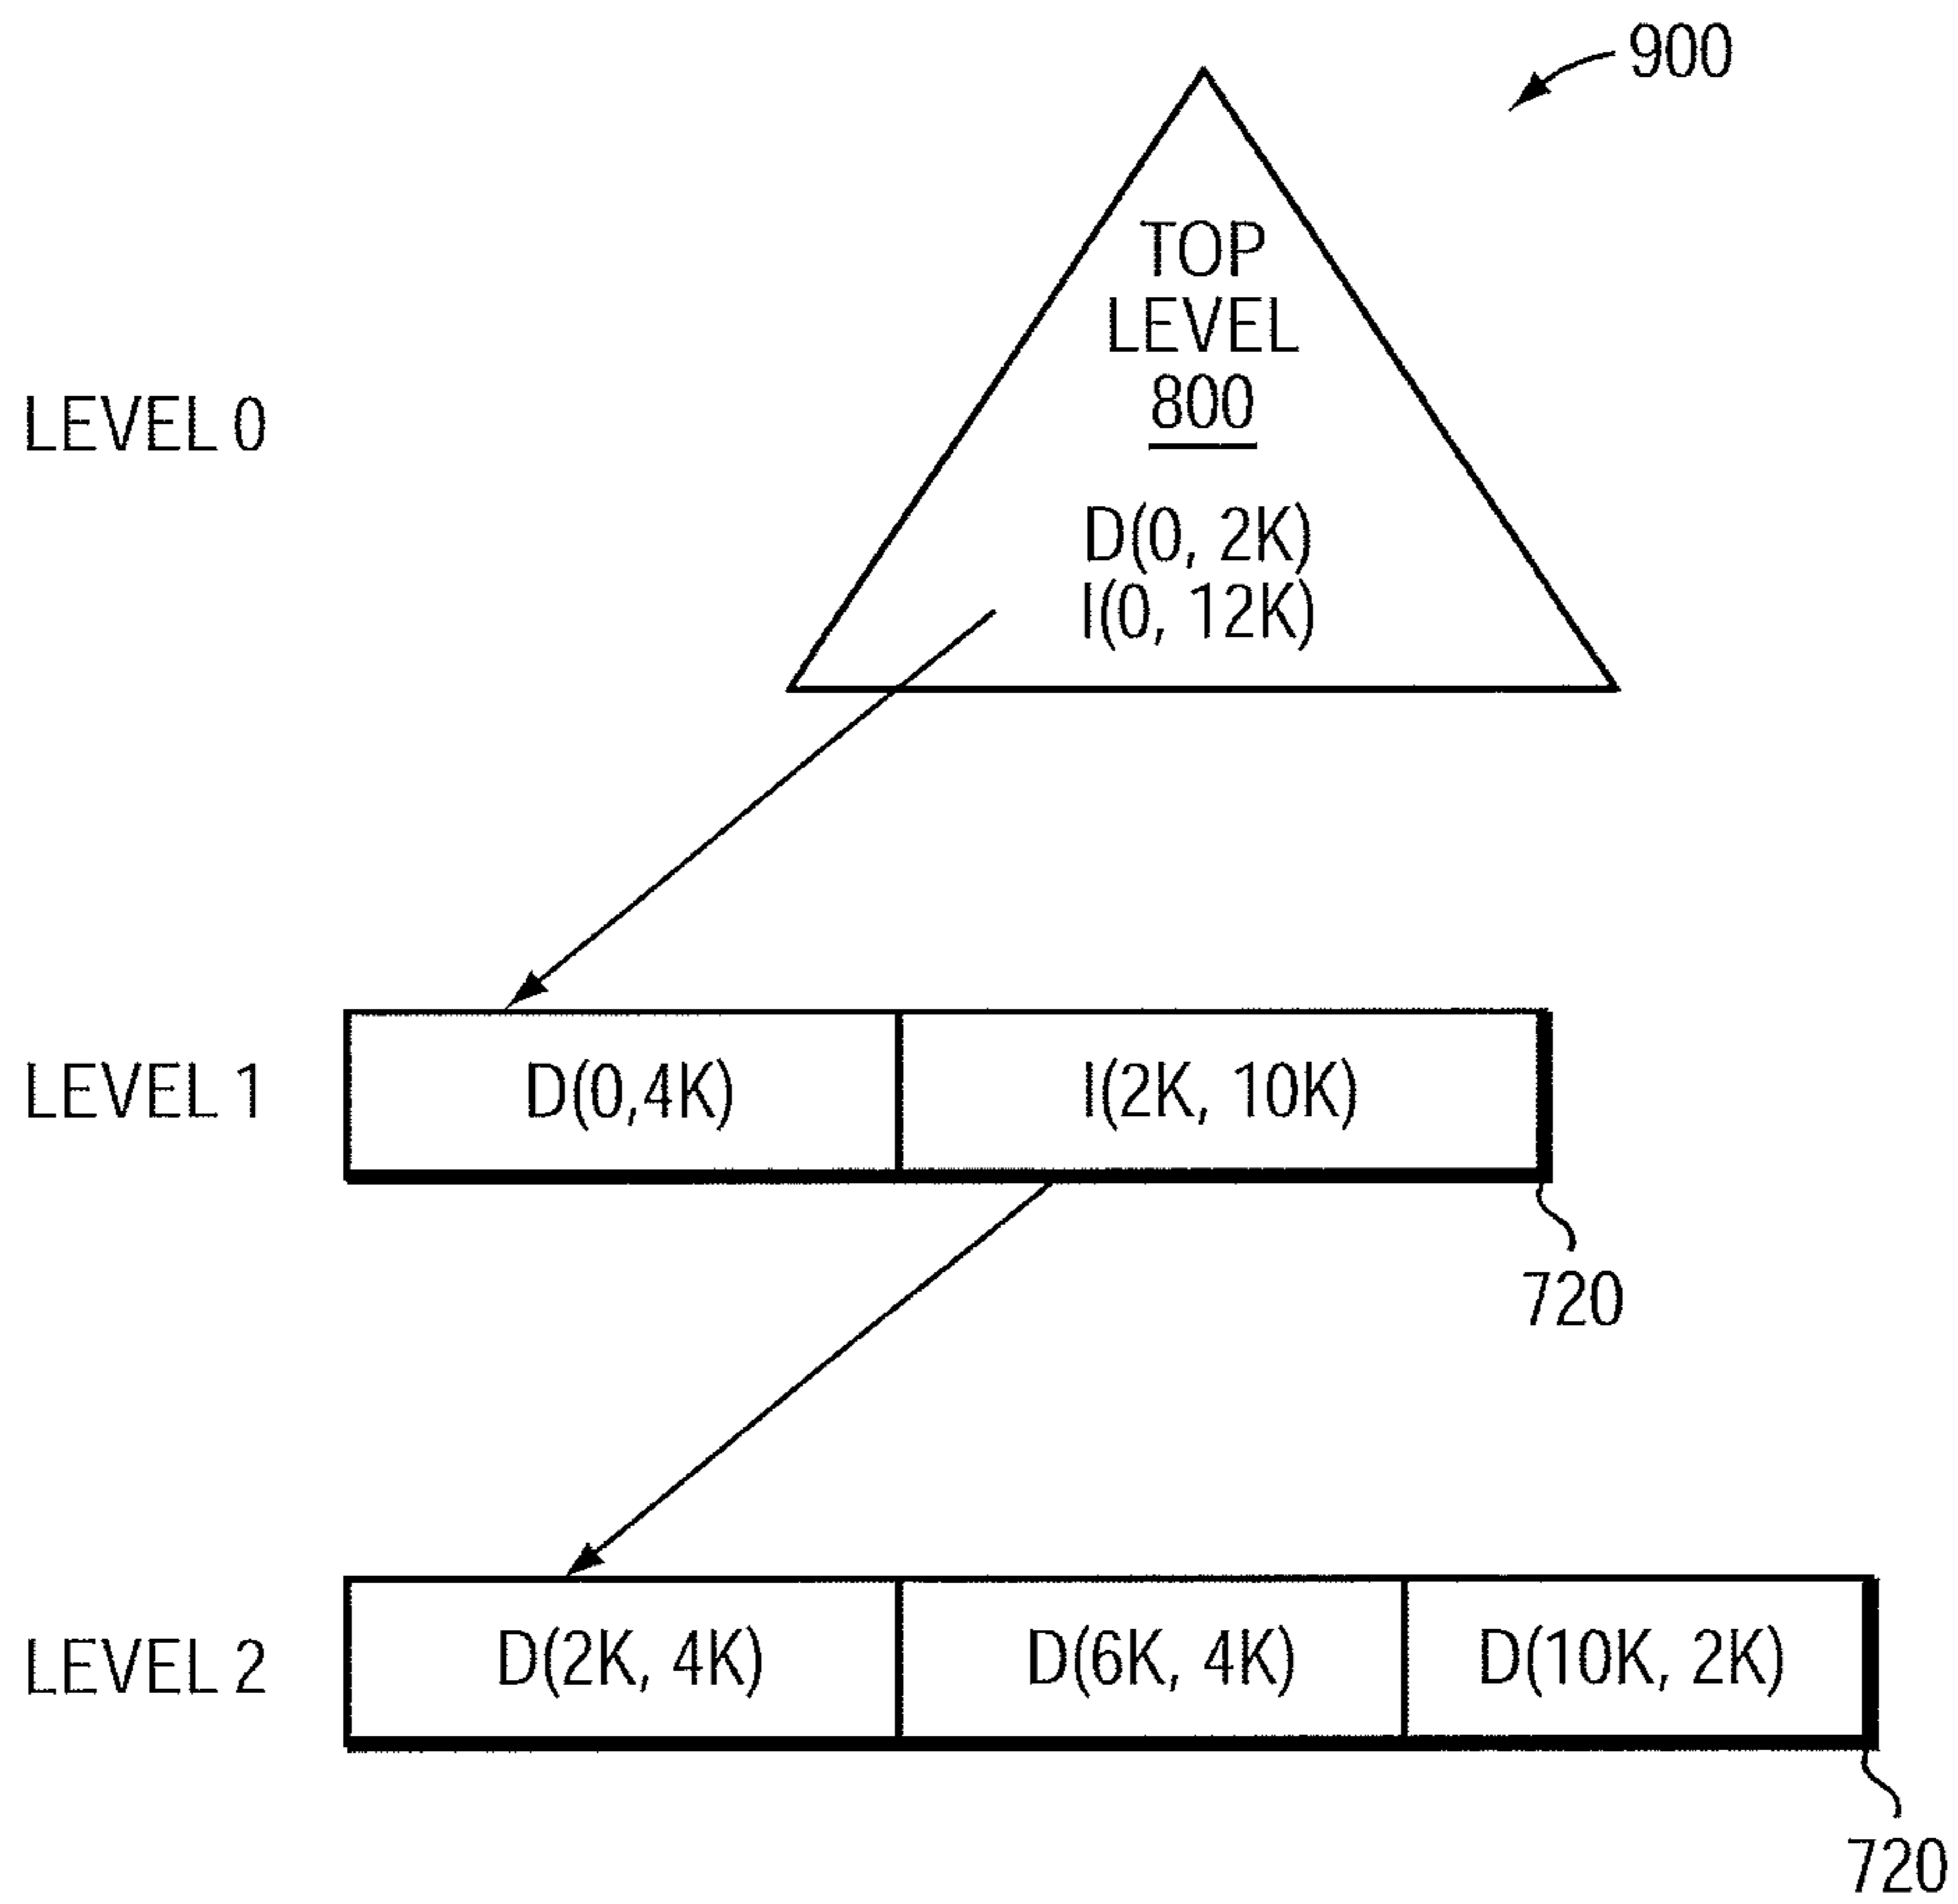 900
TOP
LEVEL
800
LEVEL 0
D(0, 2K)
I(0, 12K)
LEVEL 1
D(0,4K)
I(2K, 10K)
720
LEVEL 2
D(2K, 4K)
D(6K, 4K)
D(10K, 2K)
720